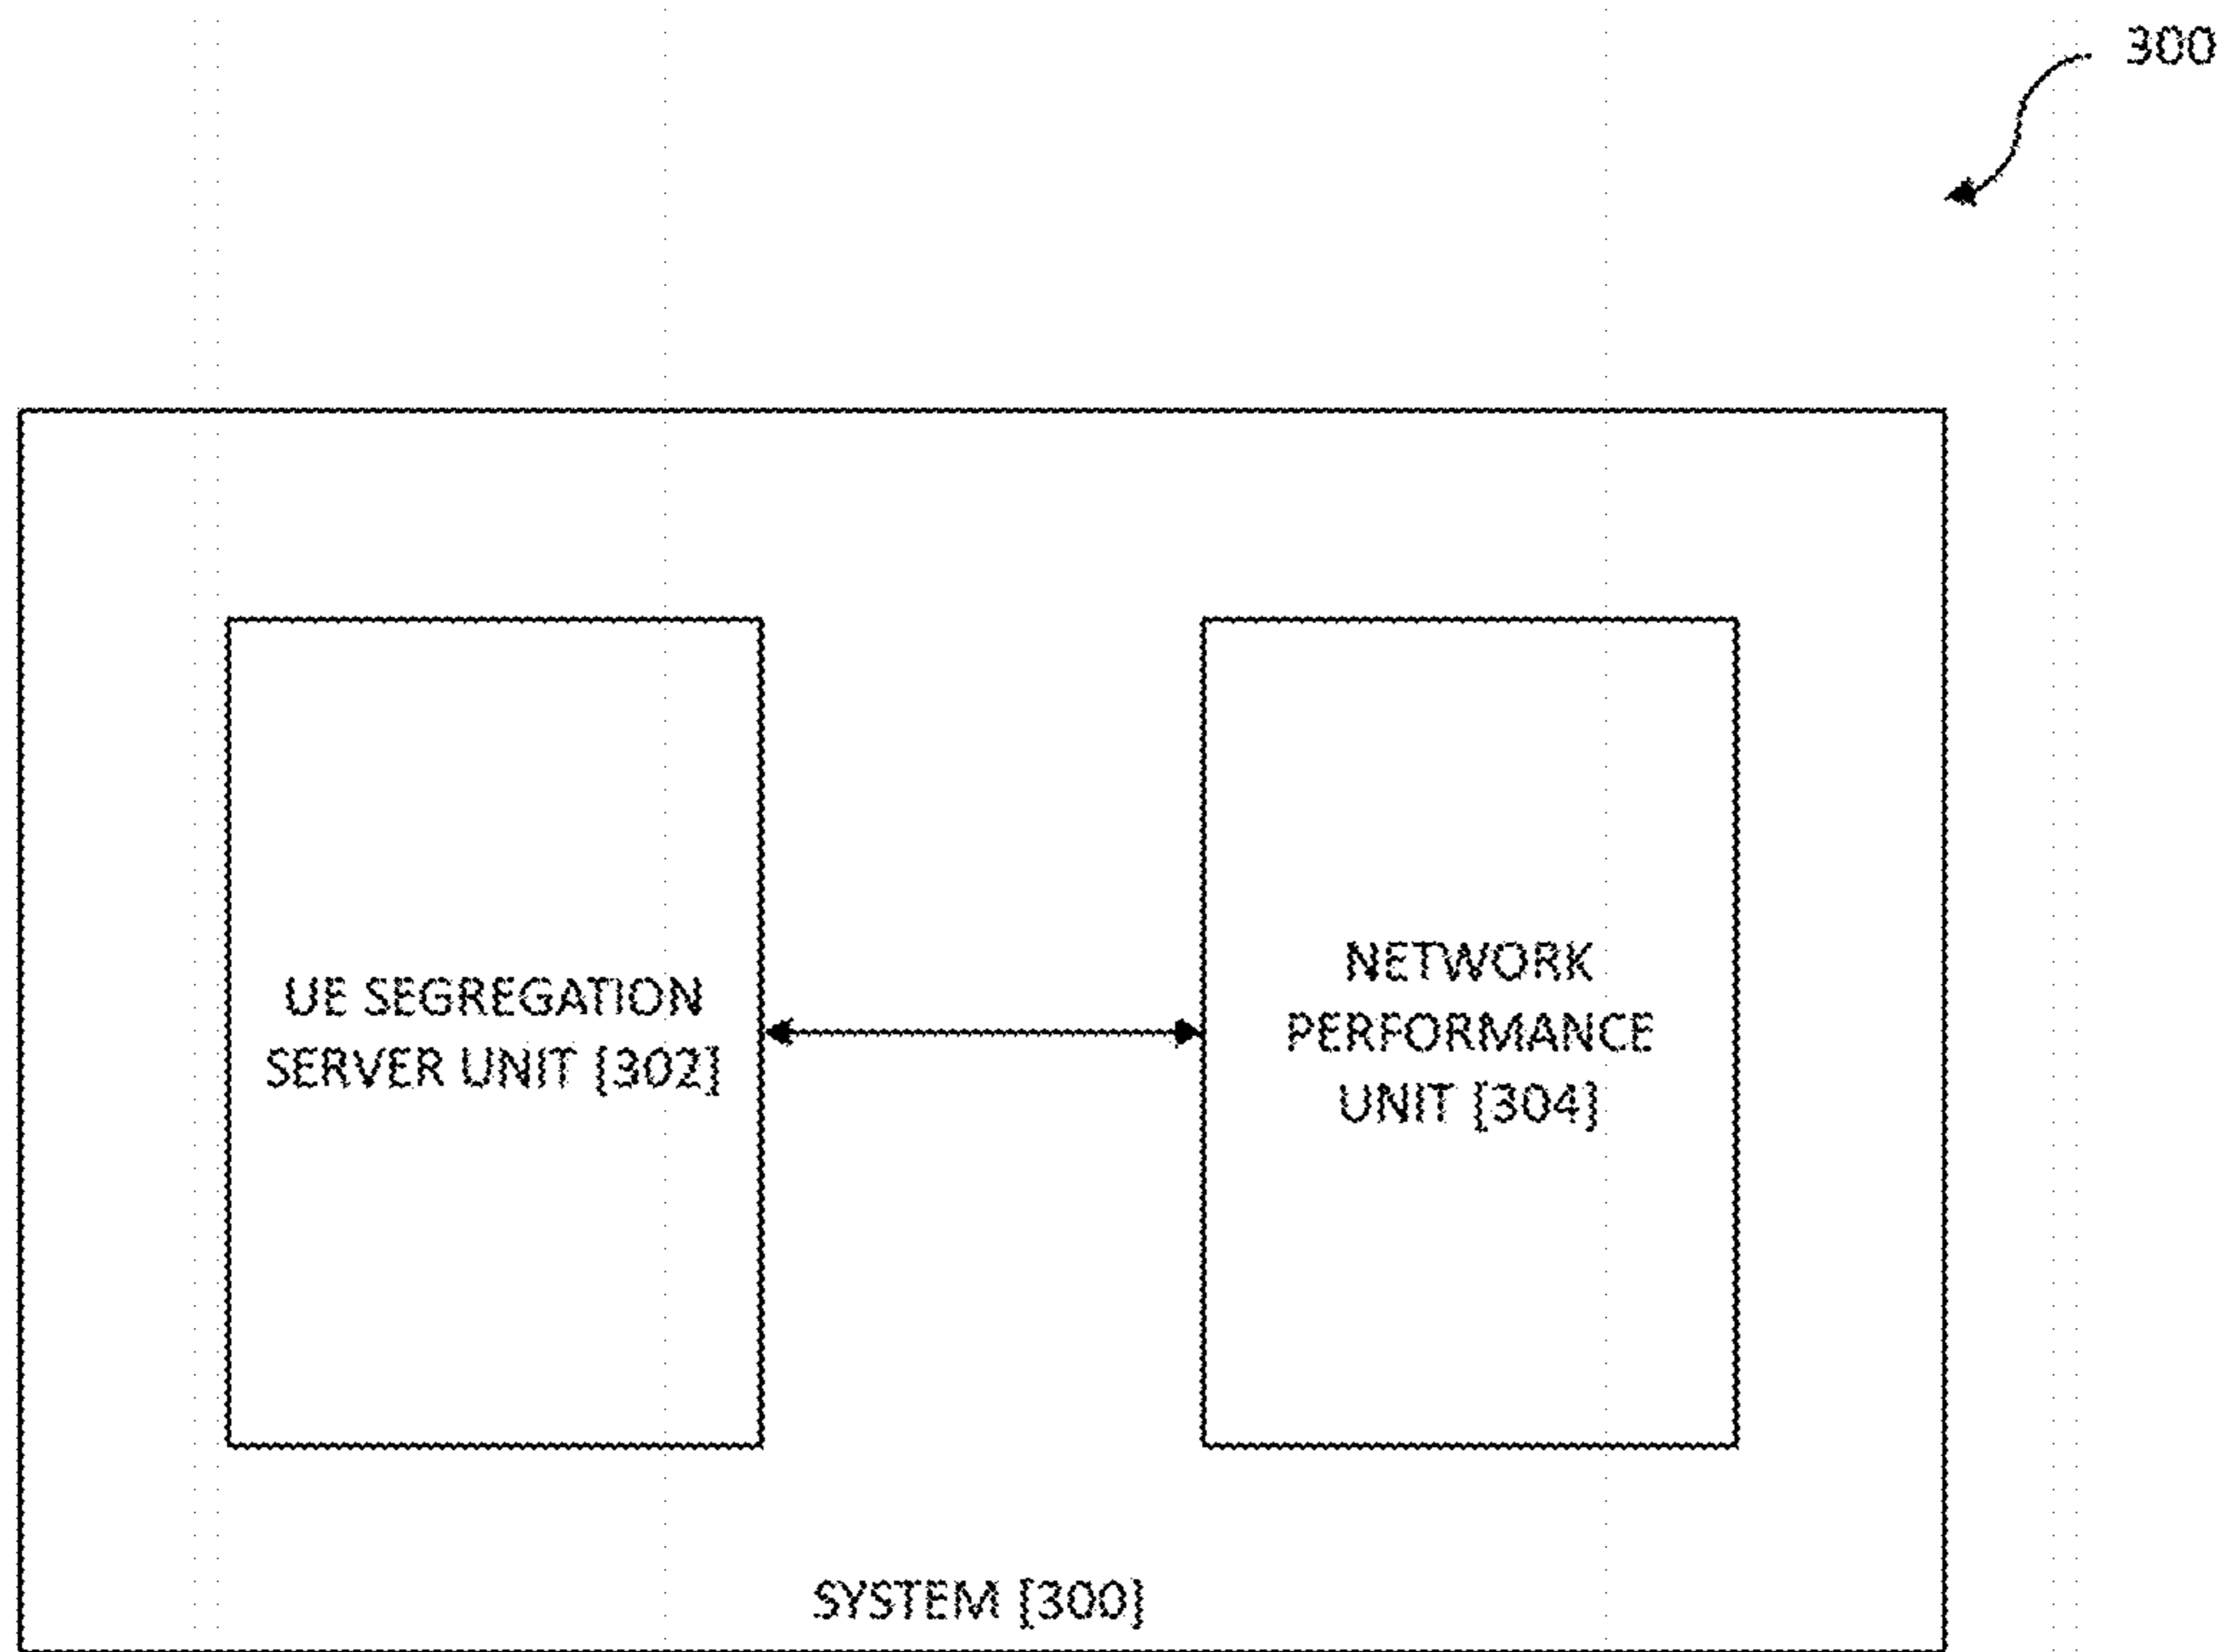 300
UE SEGREGATION
SERVER UNIT [302]
NETWORK
PERFORMANCE
UNIT [304]
SYSTEM [300]